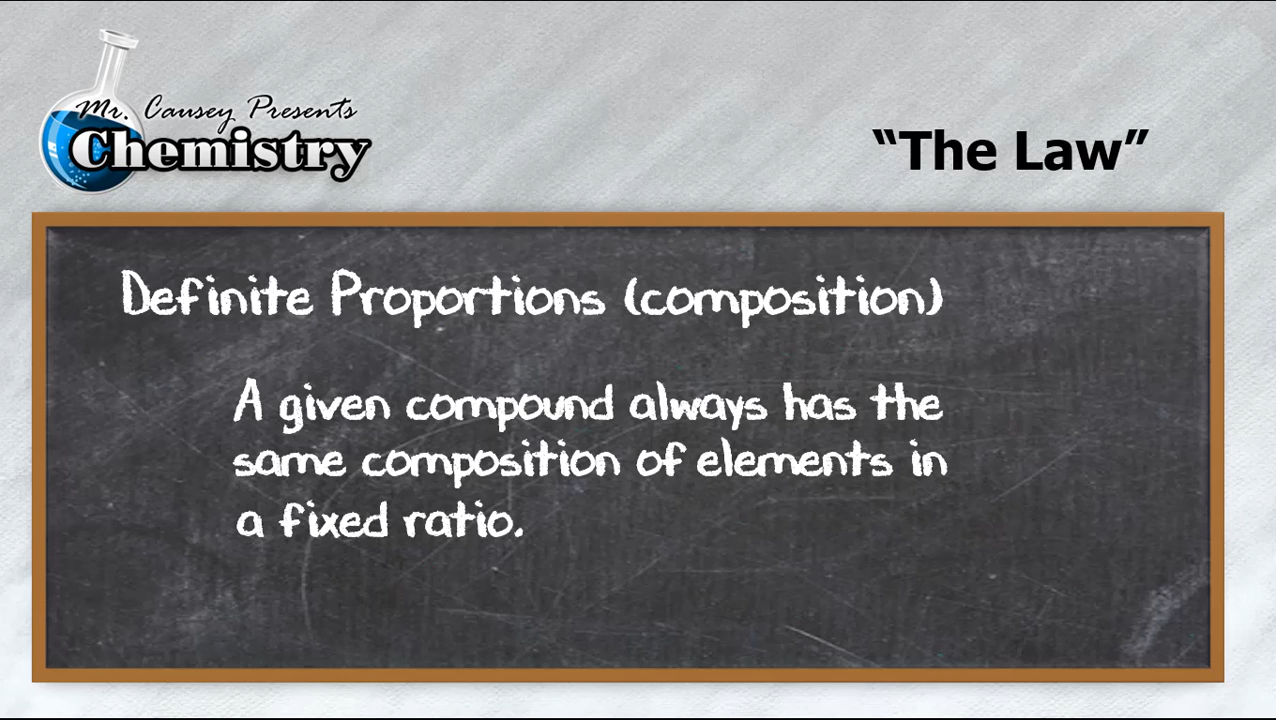 Mr. Causey Presents
Chemistry
“The Law”
Definite Proportions (composition)
A given compound always has the
same composition of elements in
a fixed ratio.